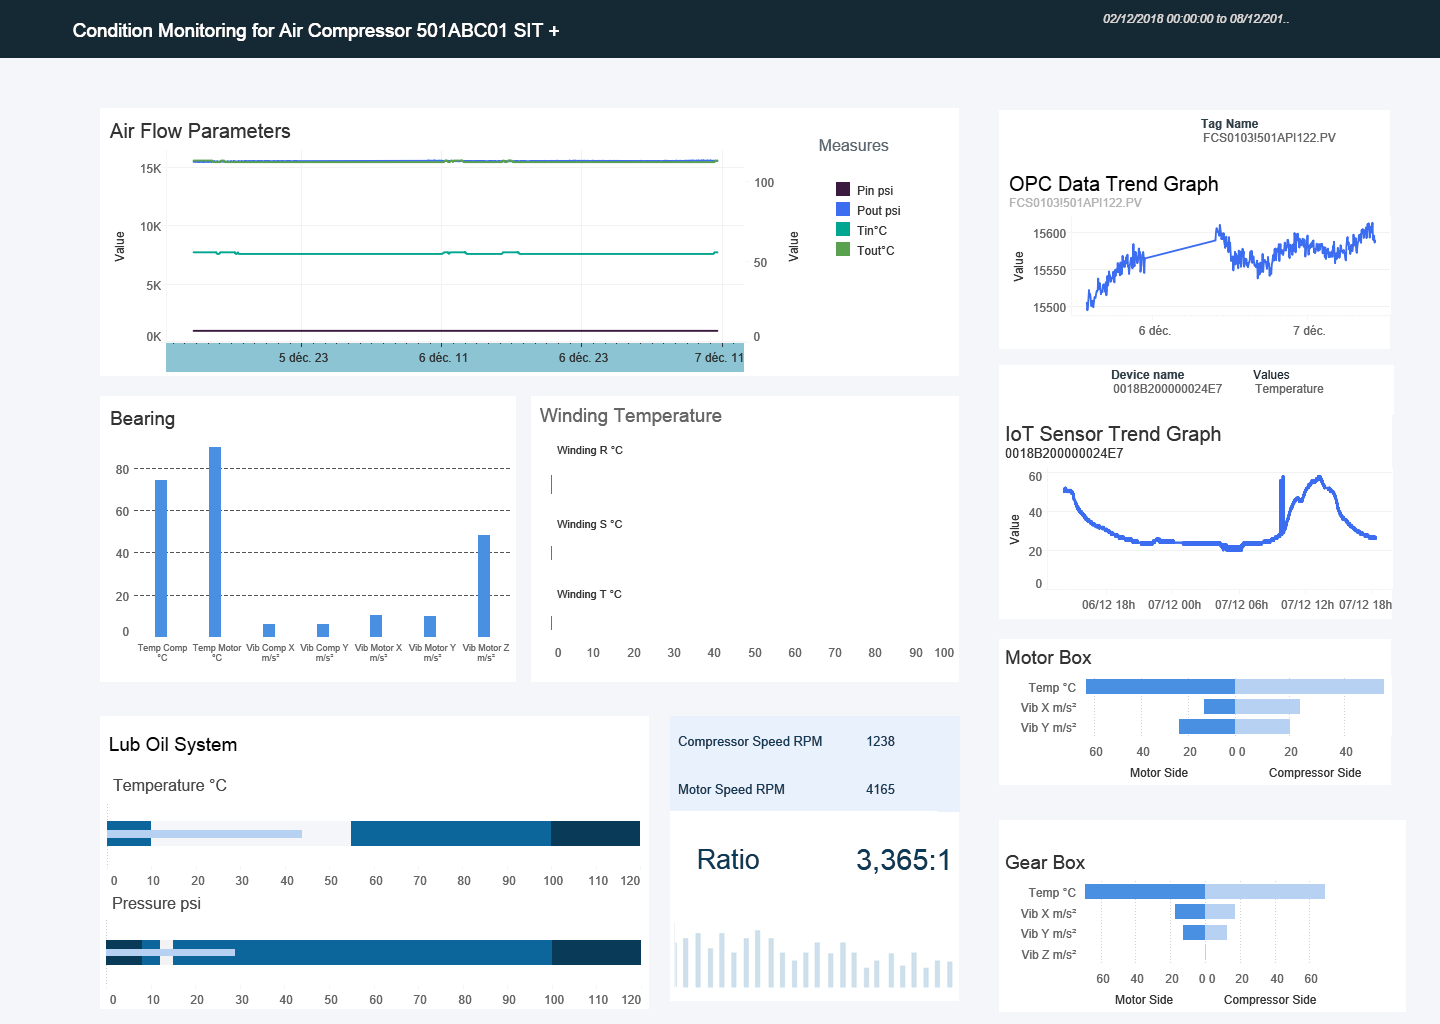 Condition Monitoring for Air Compressor 501ABC01 SIT +
02/12/2018 00:00:00 to 08/12/201..
Air Flow Parameters
15K
10K
5K
0K
Value
100
50
0
Value
5 déc. 23
6 déc. 11
6 déc. 23
7 déc. 11
Measures
Pin psi
Pout psi
Tin°C
Tout°C
Tag Name
FCS0103!501API122.PV
OPC Data Trend Graph
FCS0103!501API122.PV
15600
15550
15500
Value
6 déc.
7 déc.
Bearing
80
60
40
20
0
Temp Comp °C
Temp Motor °C
Vib Comp X m/s²
Vib Comp Y m/s²
Vib Motor X m/s²
Vib Motor Y m/s²
Vib Motor Z m/s²
Winding Temperature
Winding R °C
Winding S °C
Winding T °C
0 10 20 30 40 50 60 70 80 90 100
Device name
0018B200000024E7
Values
Temperature
IoT Sensor Trend Graph
0018B200000024E7
60
40
20
0
Value
06/12 18h 07/12 00h 07/12 06h 07/12 12h 07/12 18h
Motor Box
Temp °C
Vib X m/s²
Vib Y m/s²
60 40 20 0 0 20 40
Motor Side
Compressor Side
Lub Oil System
Temperature °C
0 10 20 30 40 50 60 70 80 90 100 110 120
Pressure psi
0 10 20 30 40 50 60 70 80 90 100 110 120
Compressor Speed RPM 1238
Motor Speed RPM 4165
Ratio 3,365:1
Gear Box
Temp °C
Vib X m/s²
Vib Y m/s²
Vib Z m/s²
60 40 20 0 0 20 40 60
Motor Side
Compressor Side